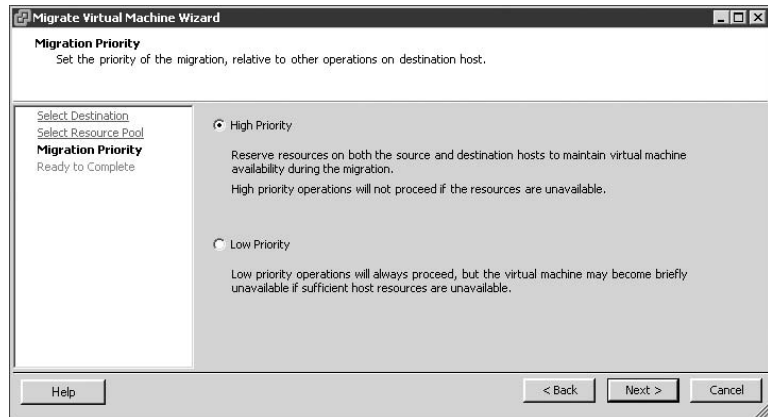 Migrate Virtual Machine Wizard
Migration Priority
Set the priority of the migration, relative to other operations on destination host.
Select Destination
Select Resource Pool
Migration Priority
Ready to Complete
High Priority
Reserve resources on both the source and destination hosts to maintain virtual machine
availability during the migration.
High priority operations will not proceed if the resources are unavailable.
Low Priority
Low priority operations will always proceed, but the virtual machine may become briefly
unavailable if sufficient host resources are unavailable.
Help
< Back
Next >
Cancel